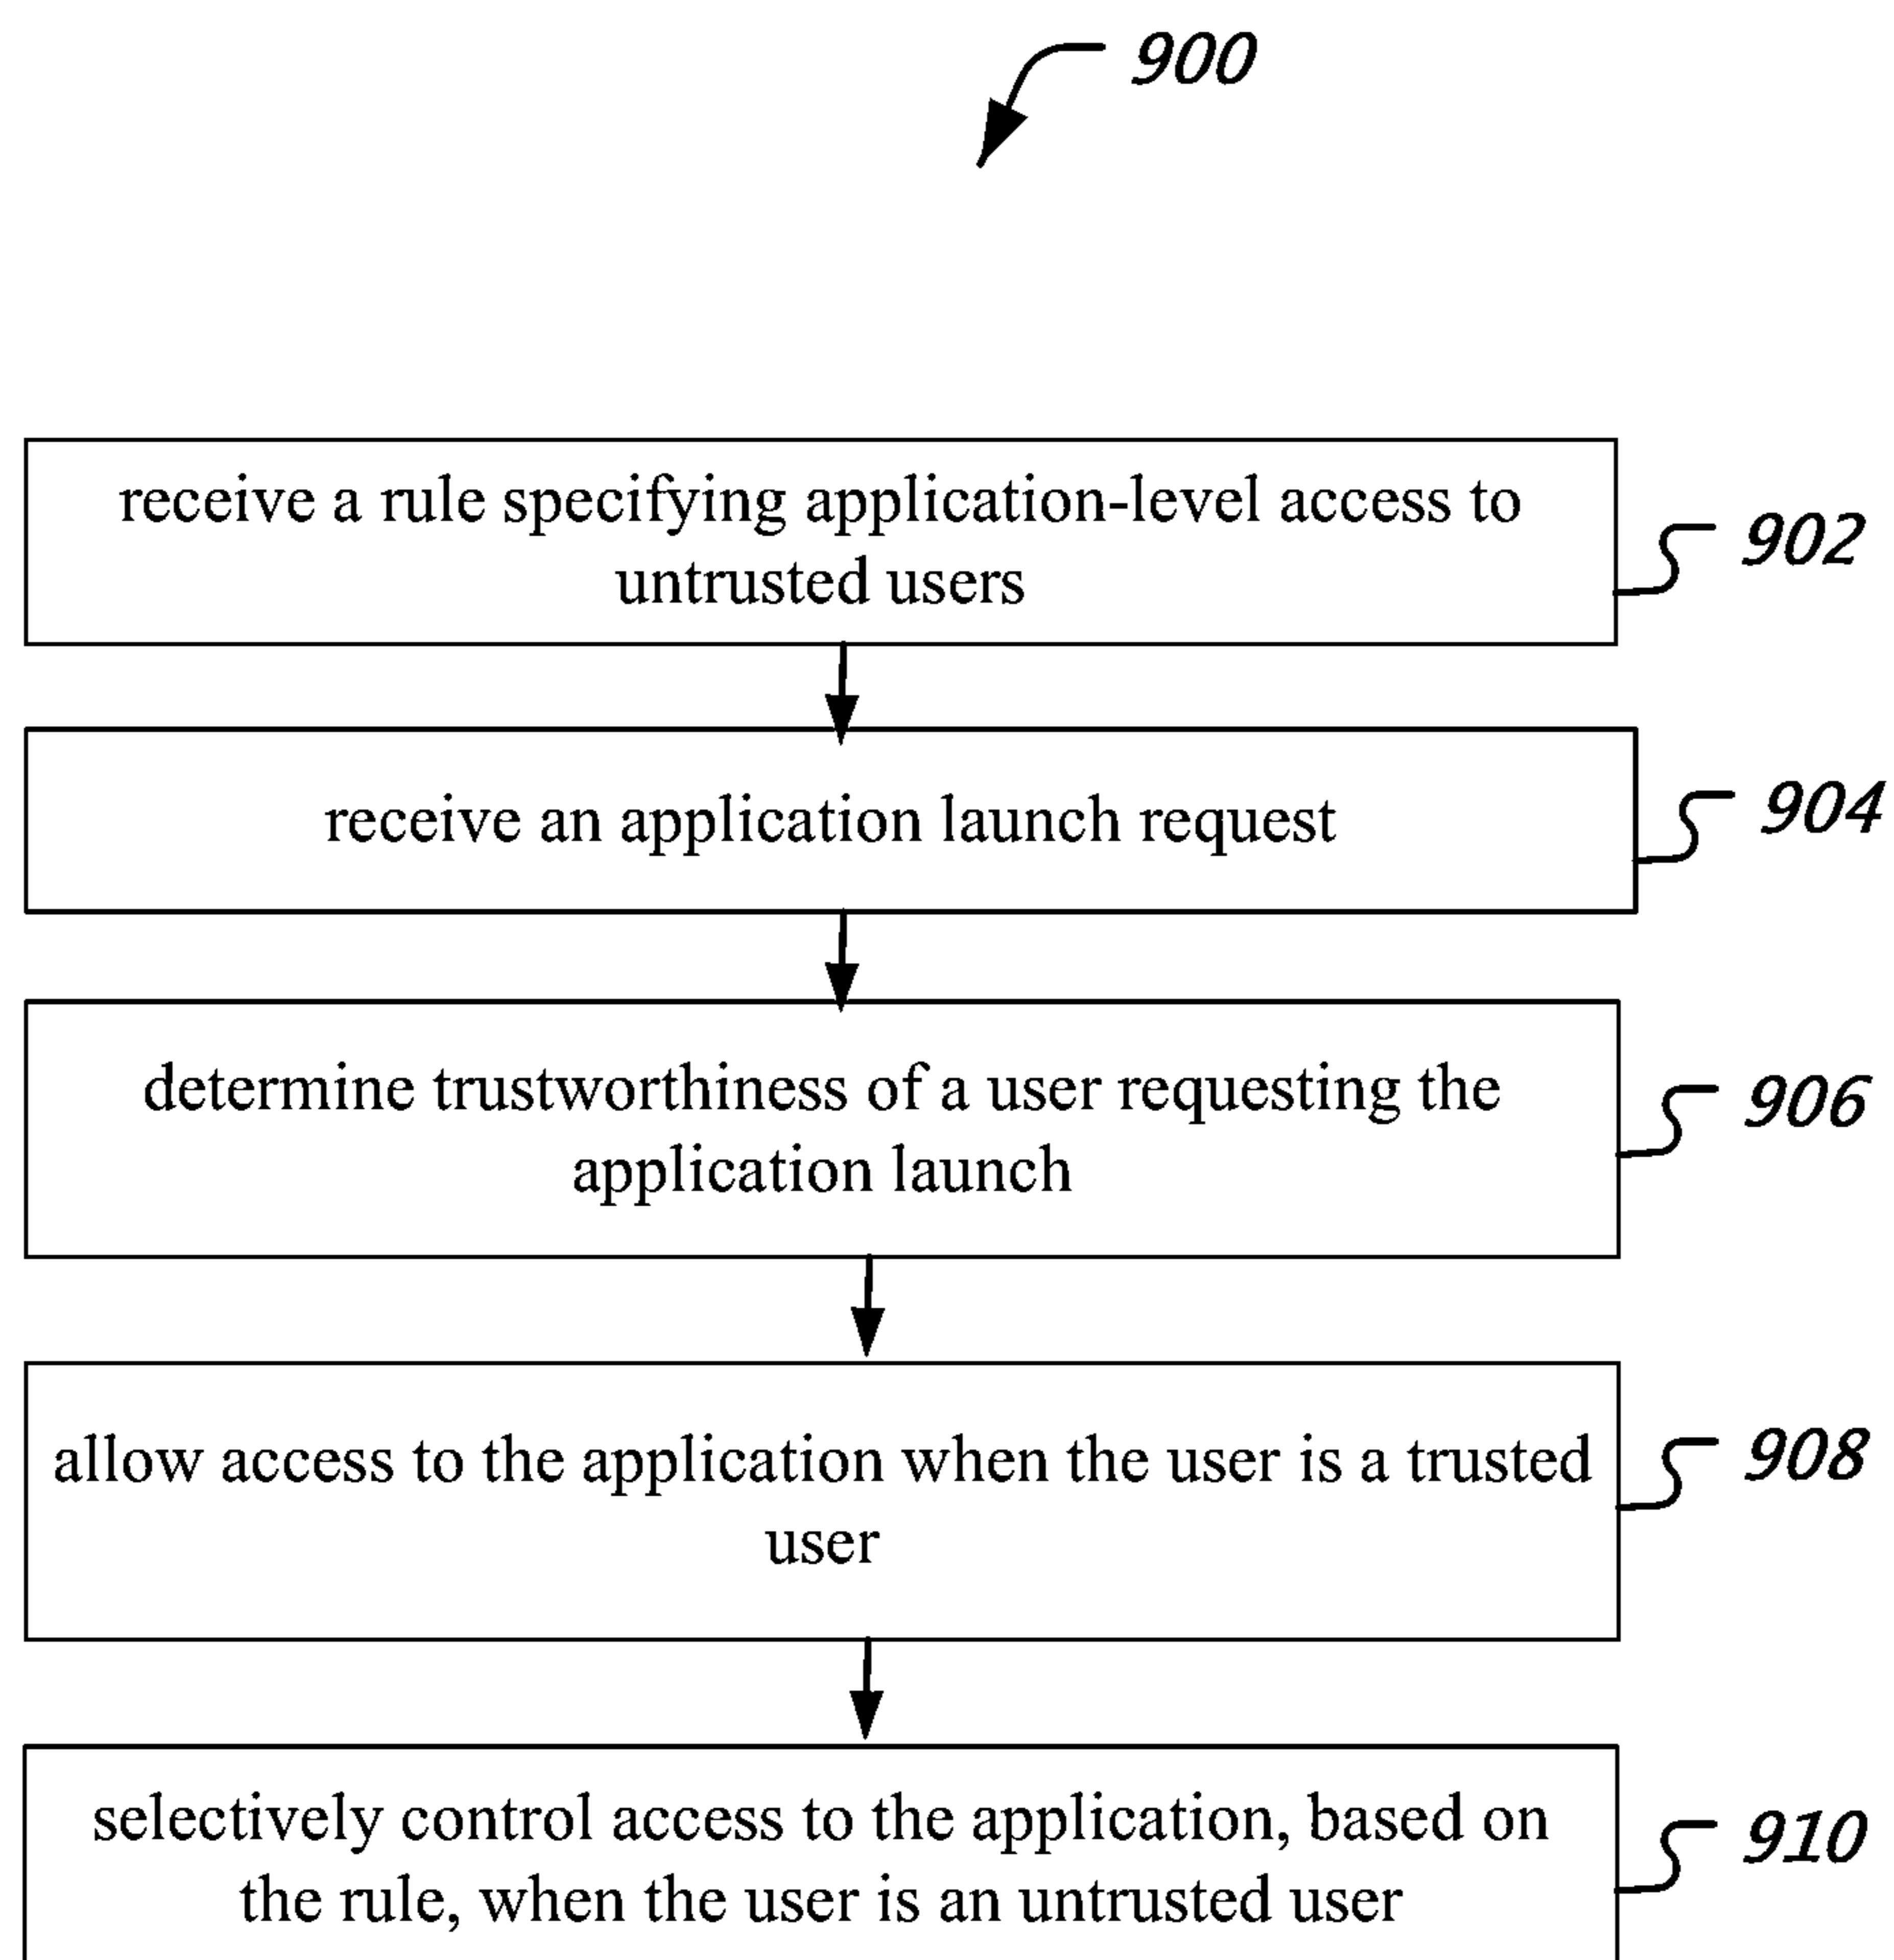 900
receive a rule specifying application-level access to
untrusted users
902
receive an application launch request
904
determine trustworthiness of a user requesting the
application launch
906
allow access to the application when the user is a trusted
user
908
selectively control access to the application, based on
the rule, when the user is an untrusted user
910